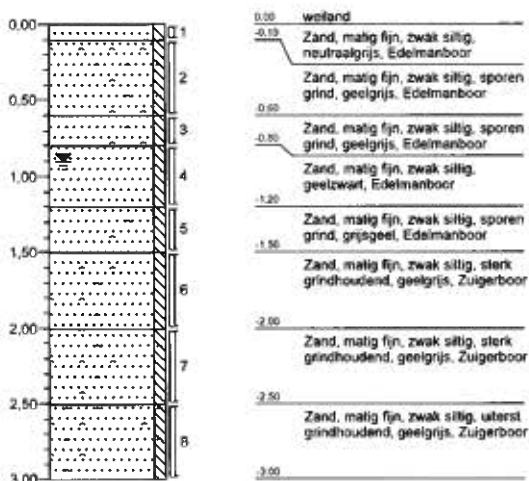 0.00
1
2
0.50
3
4
1,00
5
1,50
6
2,00
7
2,50
8
3,00
0.00 weiland
-0.10
Zand, matig fijn, zwak siltig,
neutraalgrijs, Edelmanboor
Zand, matig fijn, zwak siltig, sporen
grind, geelgrijs, Edelmanboor
-0.60
Zand, matig fijn, zwak siltig, sporen
grind, geelgrijs, Edelmanboor
-0.80
Zand, matig fijn, zwak siltig,
geelzwart, Edelmanboor
-1.20
Zand, matig fijn, zwak siltig, sporen
grind, grijsgeel, Edelmanboor
-1.50
Zand, matig fijn, zwak siltig, sterk
grindhoudend, geelgrijs, Zuigerboor
-2.00
Zand, matig fijn, zwak siltig, sterk
grindhoudend, geelgrijs, Zuigerboor
-2.50
Zand, matig fijn, zwak siltig, uiterst
grindhoudend, geelgrijs, Zuigerboor
-3.00